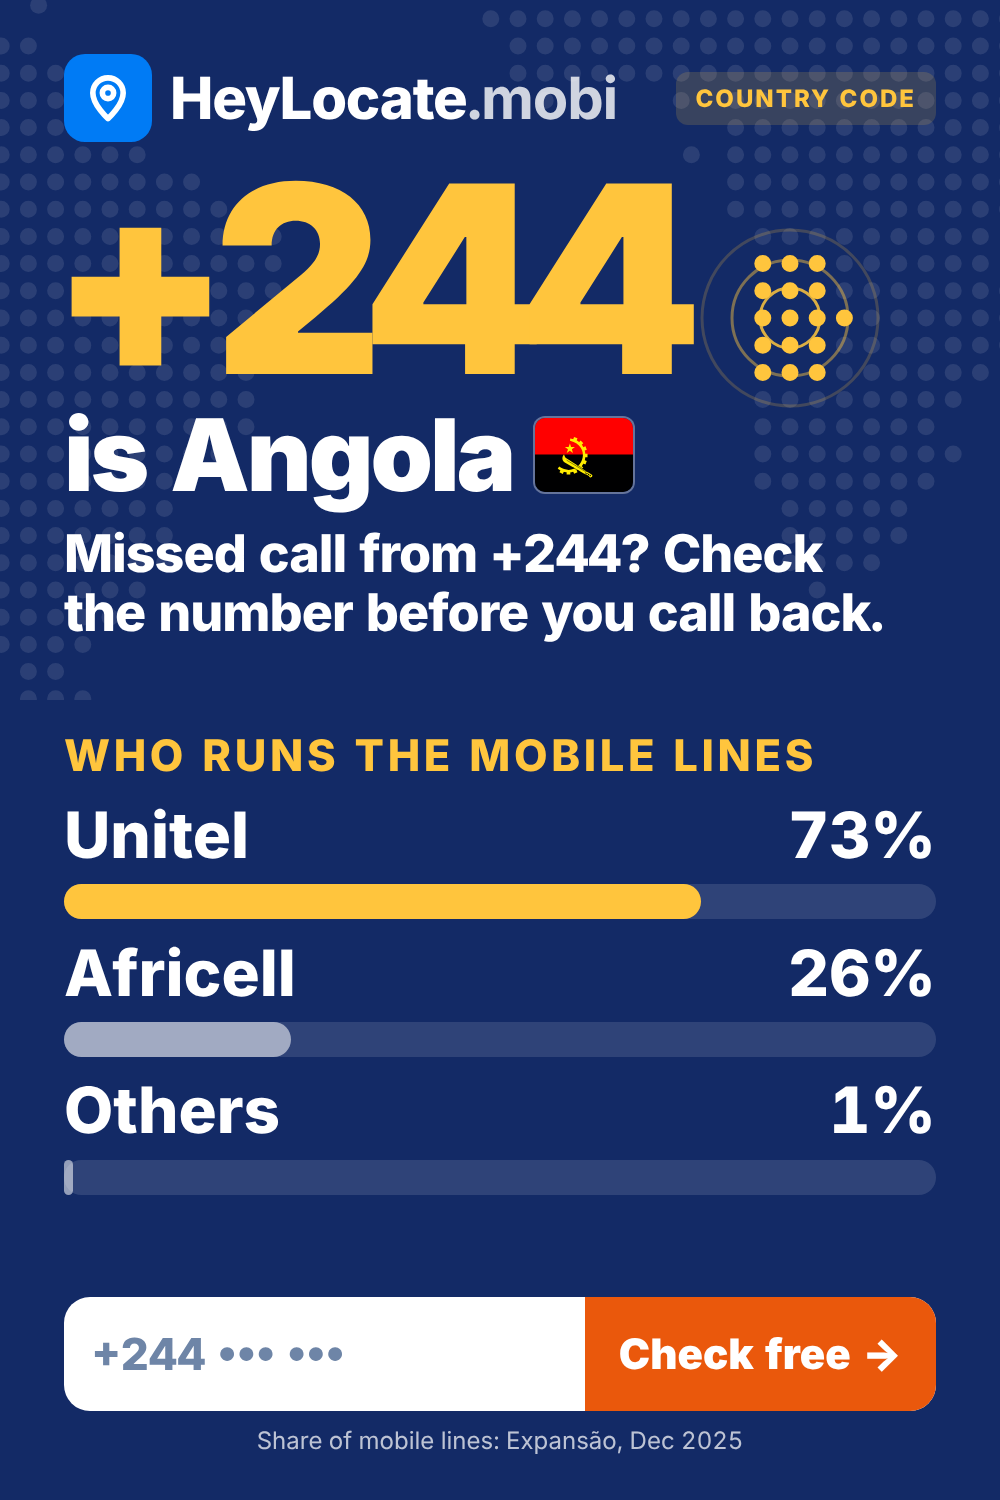 HeyLocate.mobi
COUNTRY CODE
+244
is Angola
Missed call from +244? Check
the number before you call back.
WHO RUNS THE MOBILE LINES
Unitel 73%
Africell 26%
Others 1%
+244 ••• •••
Check free →
Share of mobile lines: Expansão, Dec 2025